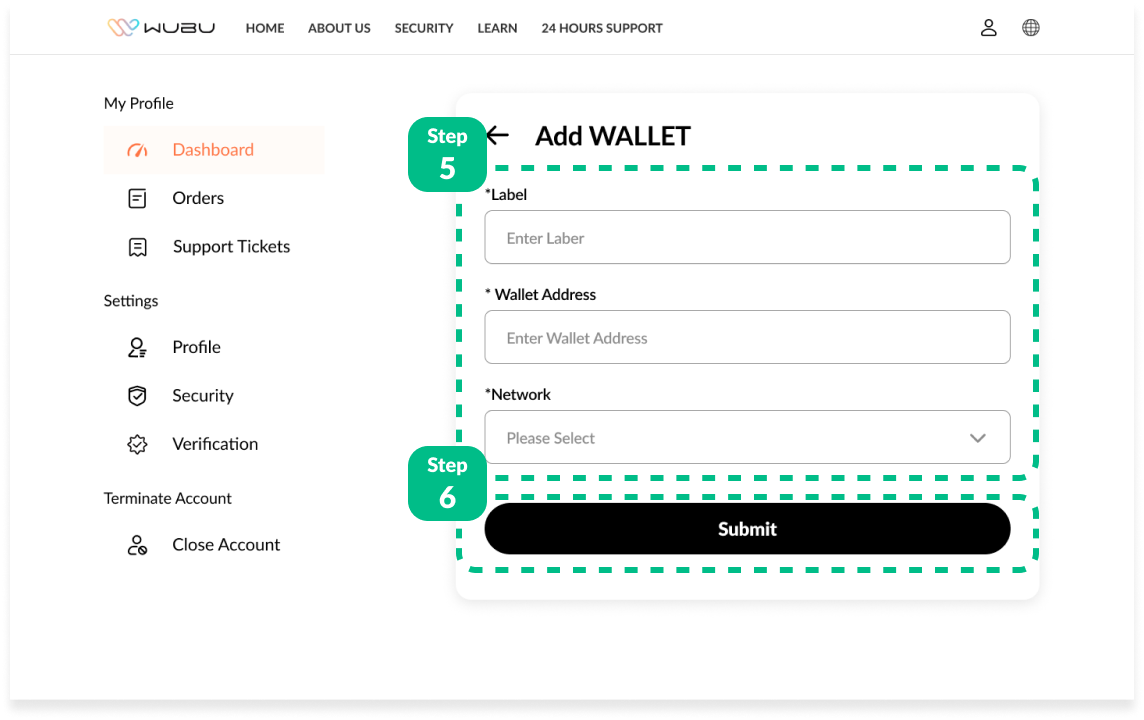 WUBU
HOME
ABOUT US
SECURITY
LEARN
24 HOURS SUPPORT
My Profile
Dashboard
Orders
Support Tickets
Settings
Profile
Security
Verification
Terminate Account
Close Account
Step
5
Add WALLET
*Label
Enter Laber
* Wallet Address
Enter Wallet Address
*Network
Please Select
Step
6
Submit